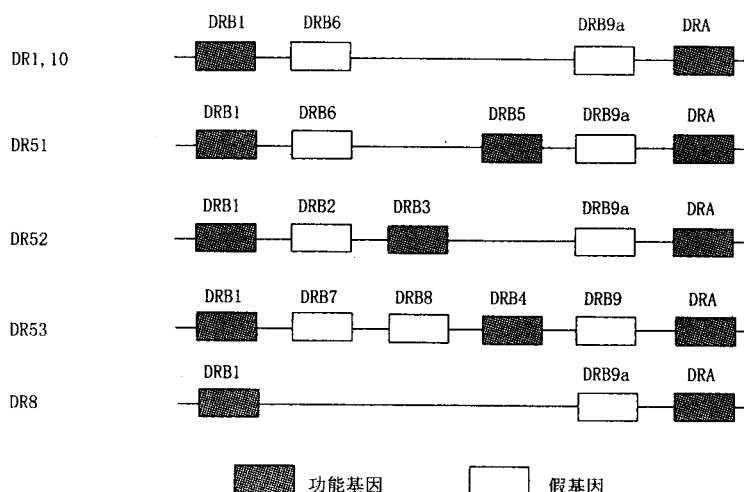 DRB1 DRB6 DRB9a DRA
DR1, 10
DRB1 DRB6 DRB5 DRB9a DRA
DR51
DRB1 DRB2 DRB3 DRB9a DRA
DR52
DRB1 DRB7 DRB8 DRB4 DRB9 DRA
DR53
DRB1 DRB9a DRA
DR8
功能基因 假基因